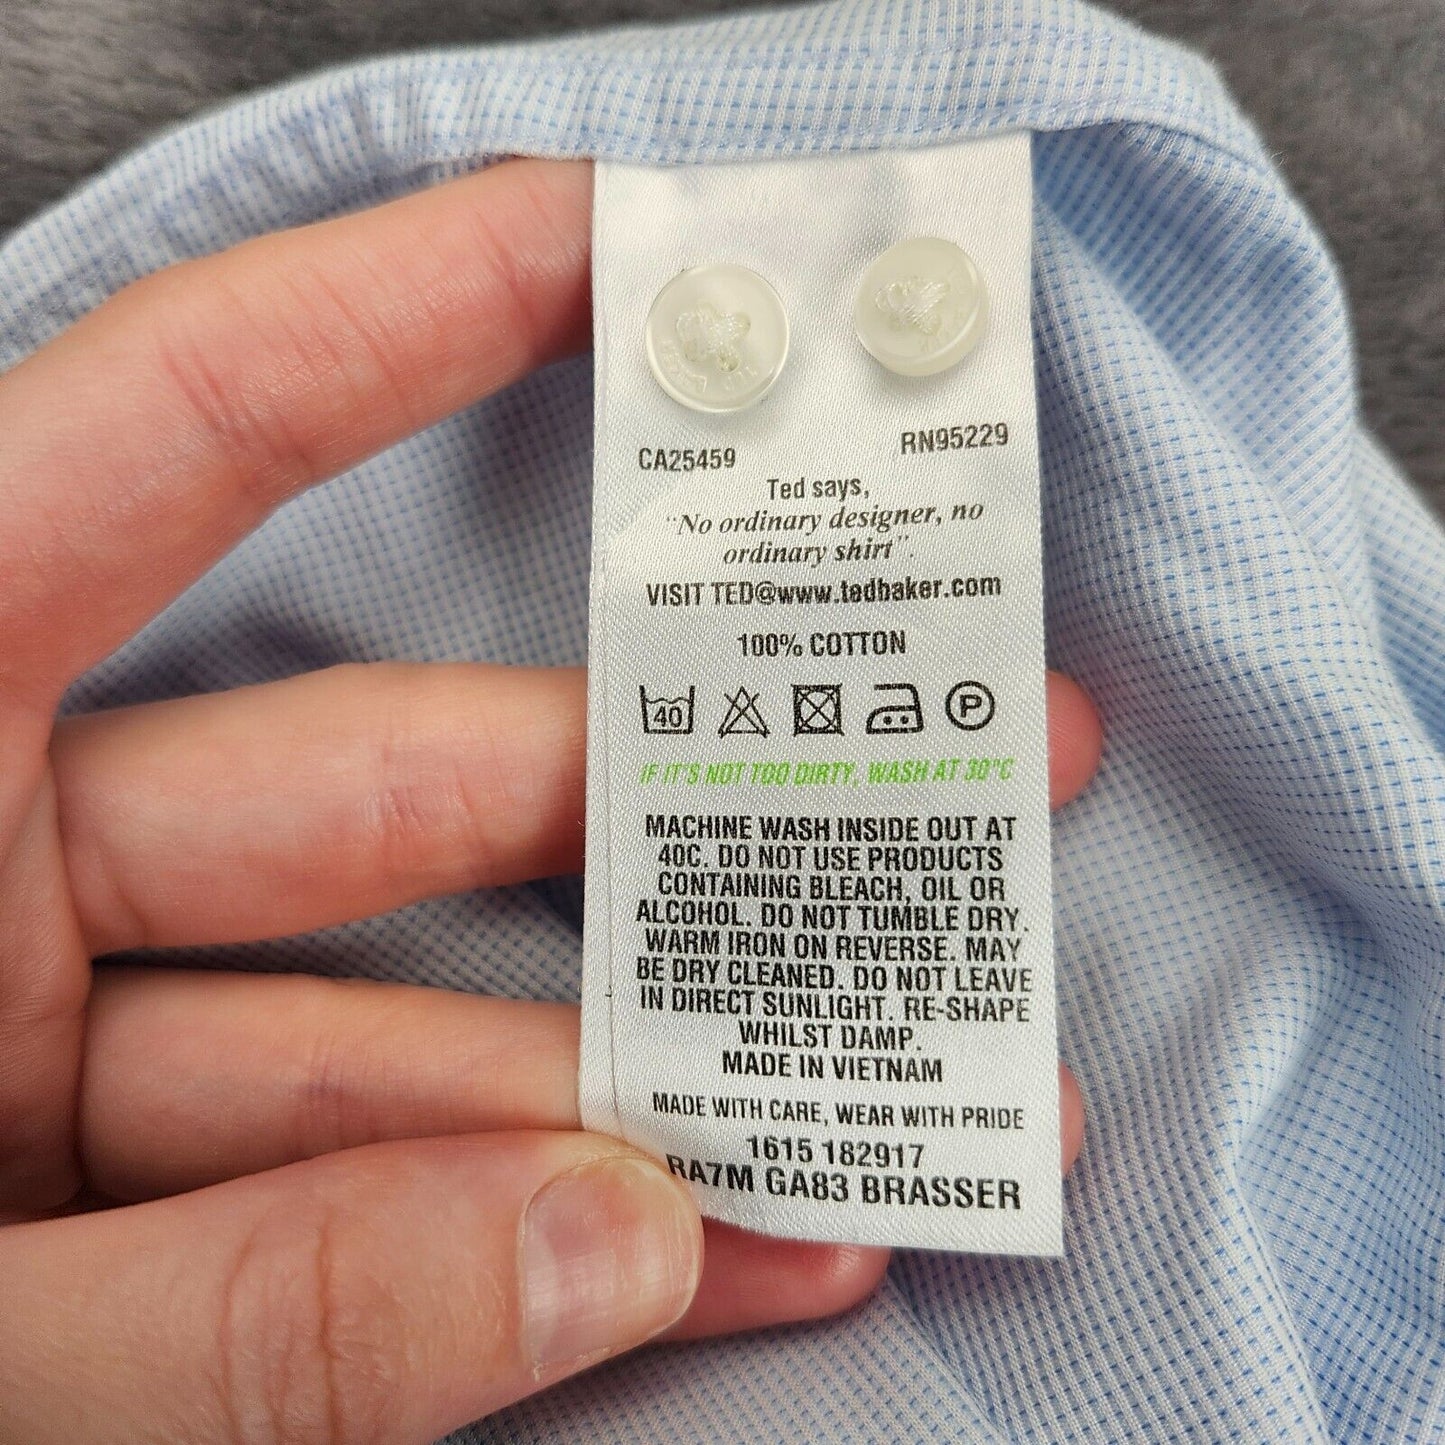 CA25459 RN95229
Ted says,
"No ordinary designer, no
ordinary shirt".
VISIT TED@www.tedbaker.com
100% COTTON
40 P
IF IT'S NOT TOO DIRTY, WASH AT 30°C
MACHINE WASH INSIDE OUT AT
40C. DO NOT USE PRODUCTS
CONTAINING BLEACH, OIL OR
ALCOHOL. DO NOT TUMBLE DRY.
WARM IRON ON REVERSE. MAY
BE DRY CLEANED. DO NOT LEAVE
IN DIRECT SUNLIGHT. RE-SHAPE
WHILST DAMP.
MADE IN VIETNAM
MADE WITH CARE, WEAR WITH PRIDE
1615 182917
RA7M GA83 BRASSER